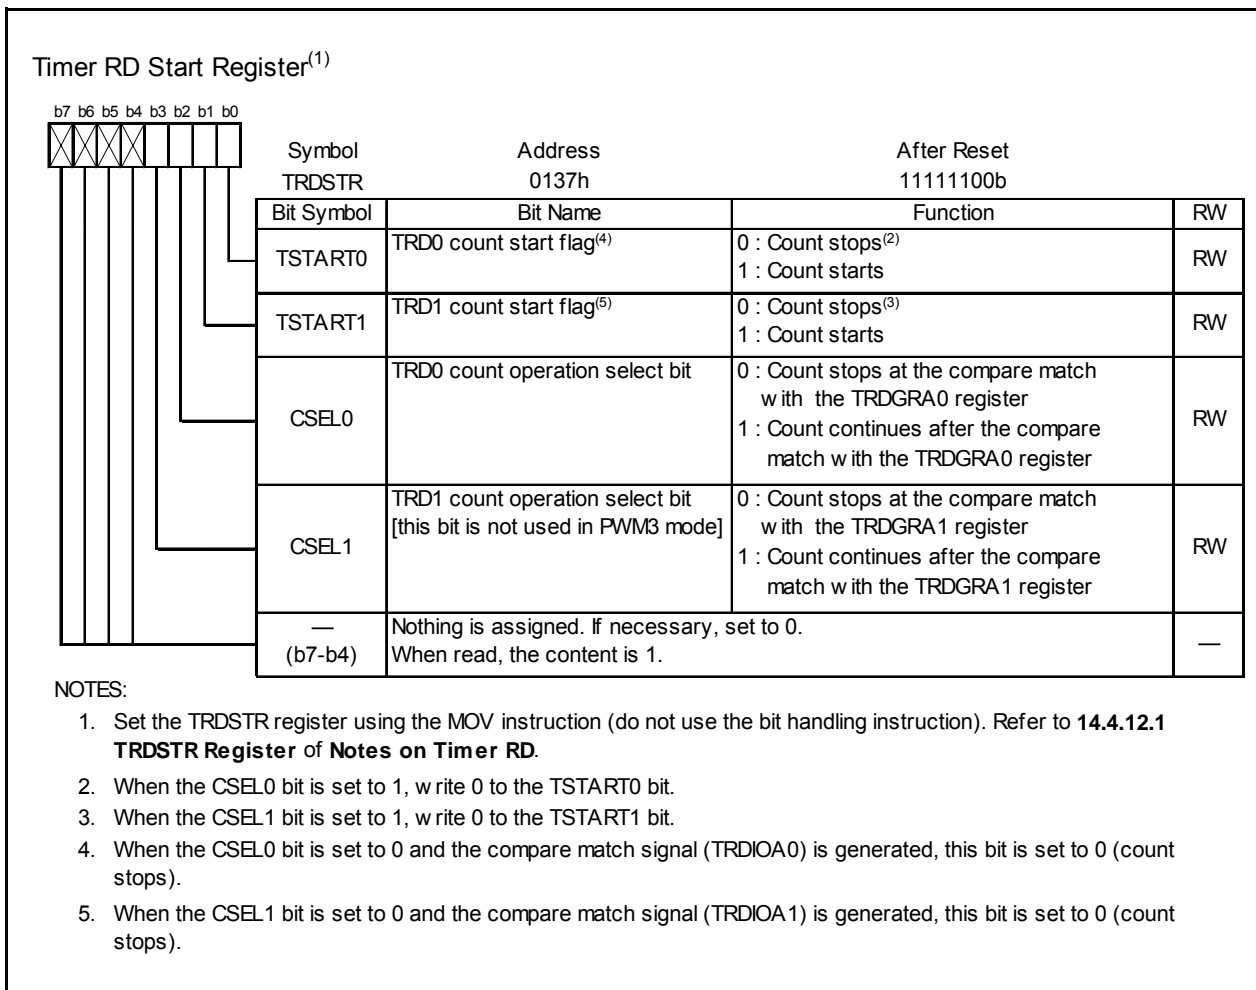 Timer RD Start Register(1)
b7 b6 b5 b4 b3 b2 b1 b0
Symbol Address After Reset
TRDSTR 0137h 11111100b
Bit Symbol Bit Name Function RW
TSTART0 TRD0 count start flag(4) 0 : Count stops(2) RW
1 : Count starts
TSTART1 TRD1 count start flag(5) 0 : Count stops(3) RW
1 : Count starts
CSEL0 TRD0 count operation select bit 0 : Count stops at the compare match RW
with the TRDGRA0 register
1 : Count continues after the compare
match with the TRDGRA0 register
CSEL1 TRD1 count operation select bit 0 : Count stops at the compare match RW
[this bit is not used in PWM3 mode] with the TRDGRA1 register
1 : Count continues after the compare
match with the TRDGRA1 register
— Nothing is assigned. If necessary, set to 0. —
(b7-b4) When read, the content is 1.
NOTES:
1. Set the TRDSTR register using the MOV instruction (do not use the bit handling instruction). Refer to 14.4.12.1
TRDSTR Register of Notes on Timer RD.
2. When the CSEL0 bit is set to 1, write 0 to the TSTART0 bit.
3. When the CSEL1 bit is set to 1, write 0 to the TSTART1 bit.
4. When the CSEL0 bit is set to 0 and the compare match signal (TRDIOA0) is generated, this bit is set to 0 (count
stops).
5. When the CSEL1 bit is set to 0 and the compare match signal (TRDIOA1) is generated, this bit is set to 0 (count
stops).